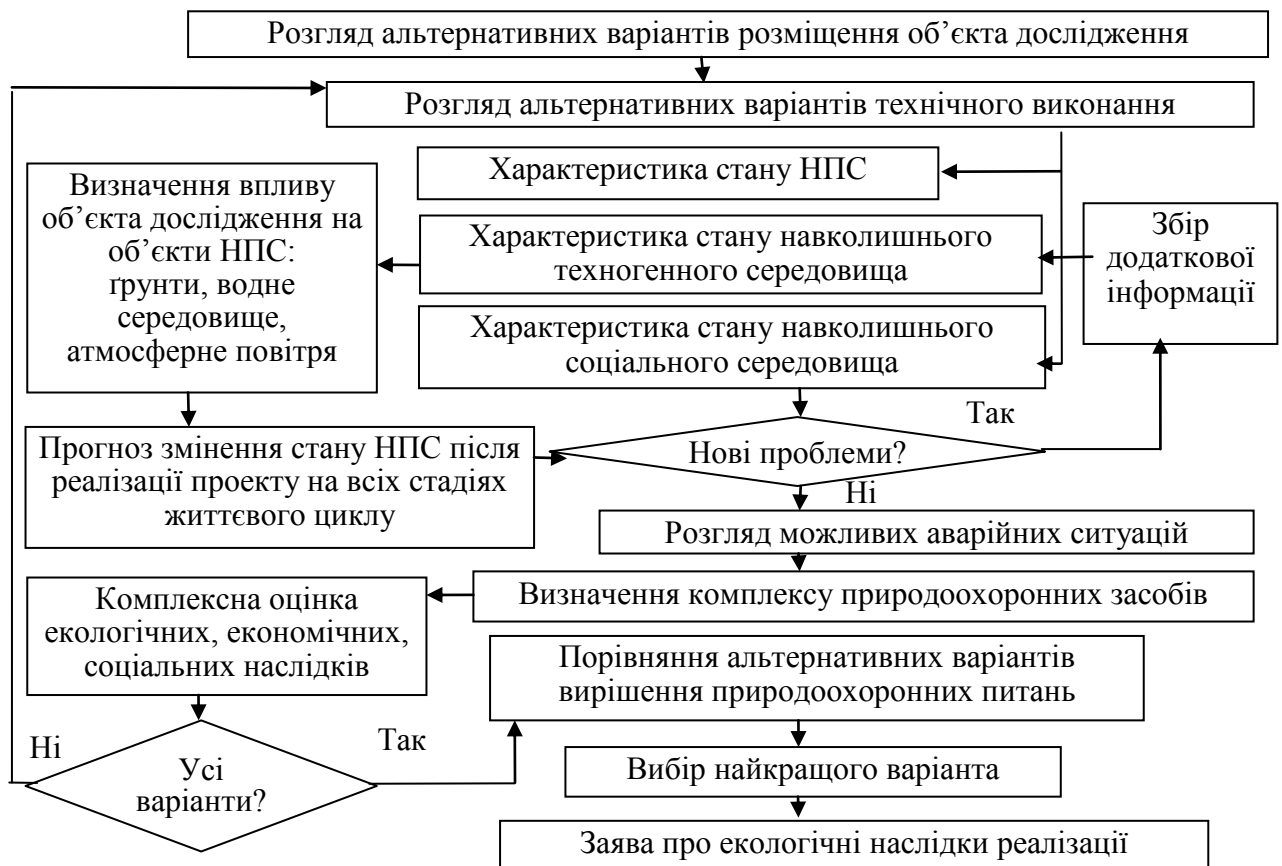 Розгляд альтернативних варіантів розміщення об’єкта дослідження
Розгляд альтернативних варіантів технічного виконання
Характеристика стану НПС
Визначення впливу
об’єкта дослідження на
об’єкти НПС:
ґрунти, водне
середовище,
атмосферне повітря
Характеристика стану навколишнього
техногенного середовища
Збір
додаткової
інформації
Характеристика стану навколишнього
соціального середовища
Так
Нові проблеми?
Ні
Прогноз змінення стану НПС після
реалізації проекту на всіх стадіях
життєвого циклу
Розгляд можливих аварійних ситуацій
Визначення комплексу природоохоронних засобів
Комплексна оцінка
екологічних, економічних,
соціальних наслідків
Порівняння альтернативних варіантів
вирішення природоохоронних питань
Ні
Так
Усі
варіанти?
Вибір найкращого варіанта
Заява про екологічні наслідки реалізації